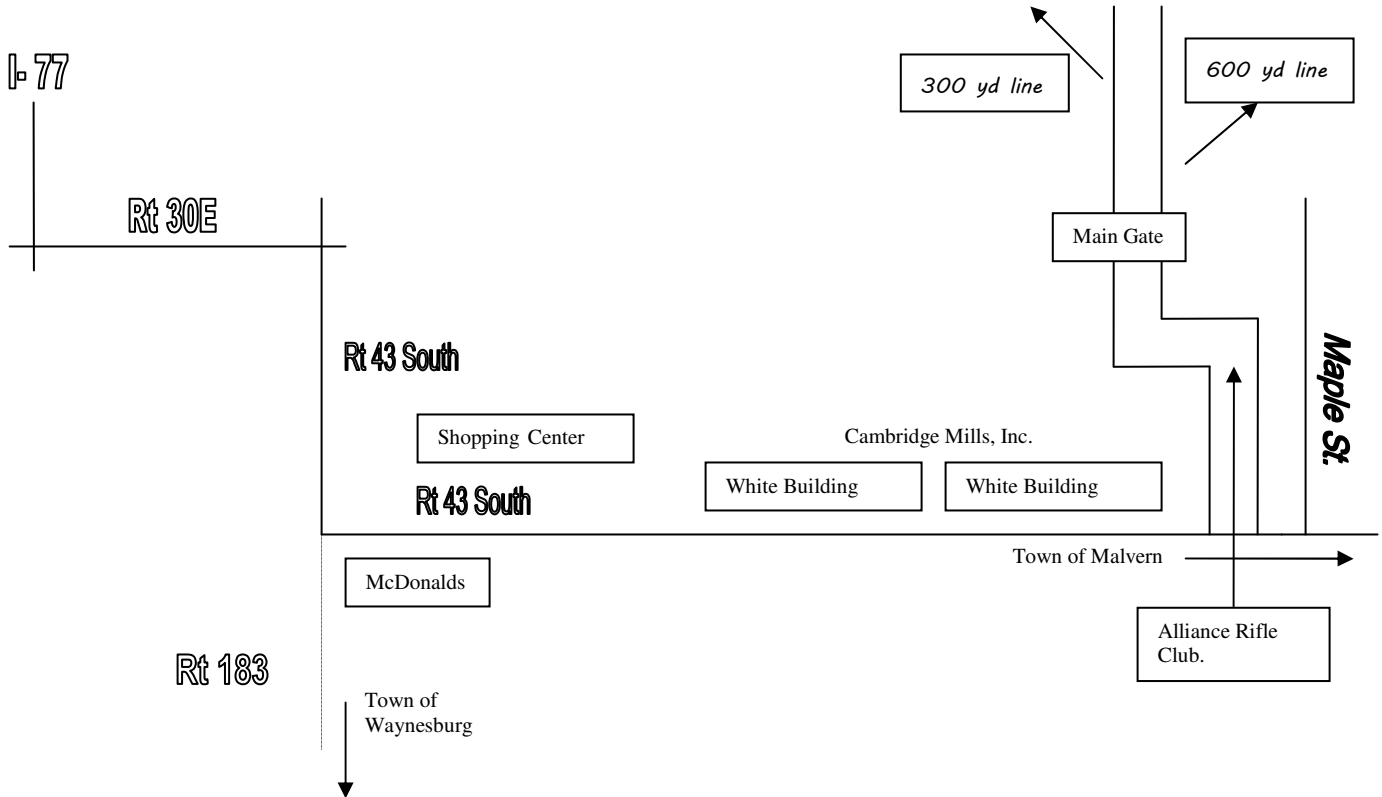 I- 77
300 yd line
600 yd line
Rt 30E
Main Gate
Rt 43 South
Maple St.
Shopping Center
Cambridge Mills, Inc.
White Building
White Building
Rt 43 South
Town of Malvern
McDonalds
Alliance Rifle
Club.
Rt 183
Town of
Waynesburg